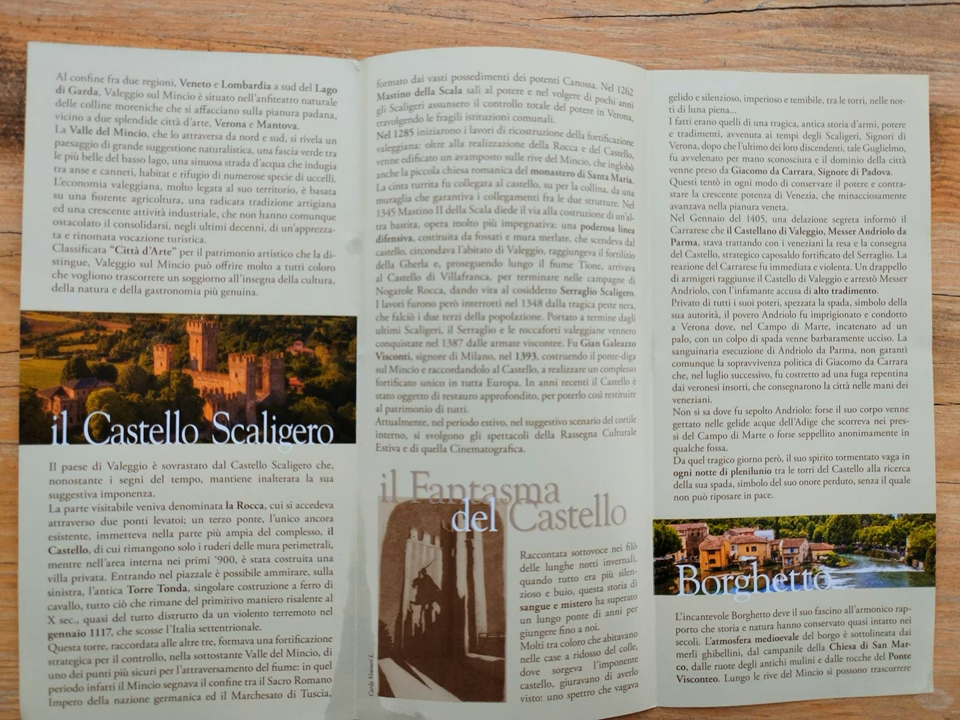 Al confine fra due regioni, Veneto e Lombardia a sud del Lago
di Garda, Valeggio sul Mincio è situato nell'anfiteatro naturale
delle colline moreniche che si affacciano sulla pianura padana,
vicino a due splendide città d'arte, Verona e Mantova.
La Valle del Mincio, che lo attraversa da nord e sud, si rivela un
paesaggio di grande suggestione naturalistica, una fascia verde tra
le più belle del basso lago, una sinuosa strada d'acqua che indugia
tra anse e canneti, habitat e rifugio di numerose specie di uccelli.
L'economia valeggiana, molto legata al suo territorio, è basata
su una fiorente agricoltura, una radicata tradizione artigiana
ed una crescente attività industriale, che non hanno comunque
ostacolato il consolidarsi, negli ultimi decenni, di un'apprezza-
ta e rinomata vocazione turistica.
Classificata "Città d'Arte" per il patrimonio artistico che la di-
stingue, Valeggio sul Mincio può offrire molto a tutti coloro
che vogliono trascorrere un soggiorno all'insegna della cultura,
della natura e della gastronomia più genuina.
il Castello Scaligero
Il paese di Valeggio è sovrastato dal Castello Scaligero che,
nonostante i segni del tempo, mantiene inalterata la sua
suggestiva imponenza.
La parte visitabile veniva denominata la Rocca, cui si accedeva
attraverso due ponti levatoi; un terzo ponte, l'unico ancora
esistente, immetteva nella parte più ampia del complesso, il
Castello, di cui rimangono solo i ruderi delle mura perimetrali,
mentre nell'area interna nei primi '900, è stata costruita una
villa privata. Entrando nel piazzale è possibile ammirare, sulla
sinistra, l'antica Torre Tonda, singolare costruzione a ferro di
cavallo, tutto ciò che rimane del primitivo maniero risalente al
X sec., quasi del tutto distrutto da un violento terremoto nel
gennaio 1117, che scosse l'Italia settentrionale.
Questa torre, raccordata alle altre tre, formava una fortificazione
strategica per il controllo, nella sottostante Valle del Mincio, di
uno dei punti più sicuri per l'attraversamento del fiume: in quel
periodo infatti il Mincio segnava il confine tra il Sacro Romano
Impero della nazione germanica ed il Marchesato di Tuscia,
formato dai vasti possedimenti dei potenti Canossa. Nel 1262
Mastino della Scala salì al potere e nel volgere di pochi anni
gli Scaligeri assunsero il controllo totale del potere in Verona,
travolgendo le fragili istituzioni comunali.
Nel 1285 iniziarono i lavori di ricostruzione della fortificazione
valeggiana: oltre alla realizzazione della Rocca e del Castello,
venne edificato un avamposto sulle rive del Mincio, che inglobò
anche la piccola chiesa romanica del monastero di Santa Maria.
La cinta turrita fu collegata al castello, su per la collina, da una
muraglia che garantiva i collegamenti fra le due strutture. Nel
1345 Mastino II della Scala diede il via alla costruzione di un'al-
tra bastita, opera molto più impegnativa: una poderosa linea
difensiva, costituita da fossati e mura merlate, che scendeva dal
castello, circondava l'abitato di Valeggio, raggiungeva il fortilizio
della Gherla e, proseguendo lungo il fiume Tione, arrivava
al Castello di Villafranca, per terminare nelle campagne di
Nogarole Rocca, dando vita al cosiddetto Serraglio Scaligero.
I lavori furono però interrotti nel 1348 dalla tragica peste nera,
che falciò i due terzi della popolazione. Portato a termine dagli
ultimi Scaligeri, il Serraglio e le roccaforti valeggiane vennero
conquistate nel 1387 dalle armate viscontee. Fu Gian Galeazzo
Visconti, signore di Milano, nel 1393, costruendo il ponte-diga
sul Mincio e raccordandolo al Castello, a realizzare un complesso
fortificato unico in tutta Europa. In anni recenti il Castello è
stato oggetto di restauro approfondito, per poterlo così restituire
al patrimonio di tutti.
Attualmente, nel periodo estivo, nel suggestivo scenario del cortile
interno, si svolgono gli spettacoli della Rassegna Culturale
Estiva e di quella Cinematografica.
il Fantasma
del Castello
Raccontata sottovoce nei filò
delle lunghe notti invernali,
quando tutto era più silen-
zioso e buio, questa storia di
sangue e mistero ha superato
un lungo ponte di anni per
giungere fino a noi.
Molti tra coloro che abitavano
nelle case a ridosso del colle,
dove sorgeva l'imponente
castello, giuravano di averlo
visto: uno spettro che vagava
gelido e silenzioso, imperioso e temibile, tra le torri, nelle not-
ti di luna piena...
I fatti erano quelli di una tragica, antica storia d'armi, potere
e tradimenti, avvenuta ai tempi degli Scaligeri, Signori di
Verona, dopo che l'ultimo dei loro discendenti, tale Guglielmo,
fu avvelenato per mano sconosciuta e il dominio della città
venne preso da Giacomo da Carrara, Signore di Padova.
Questi tentò in ogni modo di conservare il potere e contra-
stare la crescente potenza di Venezia, che minacciosamente
avanzava nella pianura veneta.
Nel Gennaio del 1405, una delazione segreta informò il
Carrarese che il Castellano di Valeggio, Messer Andriolo da
Parma, stava trattando con i veneziani la resa e la consegna
del Castello, strategico caposaldo fortificato del Serraglio. La
reazione del Carrarese fu immediata e violenta. Un drappello
di armigeri raggiunse il Castello di Valeggio e arrestò Messer
Andriolo, con l'infamante accusa di alto tradimento.
Privato di tutti i suoi poteri, spezzata la spada, simbolo della
sua autorità, il povero Andriolo fu imprigionato e condotto
a Verona dove, nel Campo di Marte, incatenato ad un
palo, con un colpo di spada venne barbaramente ucciso. La
sanguinaria esecuzione di Andriolo da Parma, non garantì
comunque la sopravvivenza politica di Giacomo da Carrara
che, nel luglio successivo, fu costretto ad una fuga repentina
dai veronesi insorti, che consegnarono la città nelle mani dei
veneziani.
Non si sa dove fu sepolto Andriolo: forse il suo corpo venne
gettato nelle gelide acque dell'Adige che scorreva nei pres-
si del Campo di Marte o forse seppellito anonimamente in
qualche fossa.
Da quel tragico giorno però, il suo spirito tormentato vaga in
ogni notte di plenilunio tra le torri del Castello alla ricerca
della sua spada, simbolo del suo onore perduto, senza il quale
non può riposare in pace.
Borghetto
L'incantevole Borghetto deve il suo fascino all'armonico rap-
porto che storia e natura hanno conservato quasi intatto nei
secoli. L'atmosfera medioevale del borgo è sottolineata dai
merli ghibellini, dal campanile della Chiesa di San Mar-
co, dalle ruote degli antichi mulini e dalle rocche del Ponte
Visconteo. Lungo le rive del Mincio si possono trascorrere